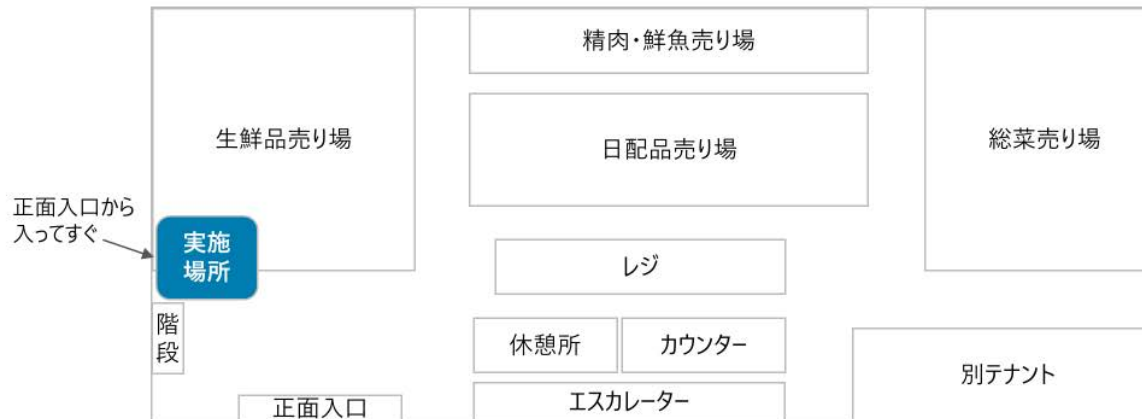 精肉・鮮魚売り場
生鮮品売り場
日配品売り場
総菜売り場
正面入口から
入ってすぐ
実施
場所
レジ
階
段
休憩所
カウンター
別テナント
正面入口
エスカレーター